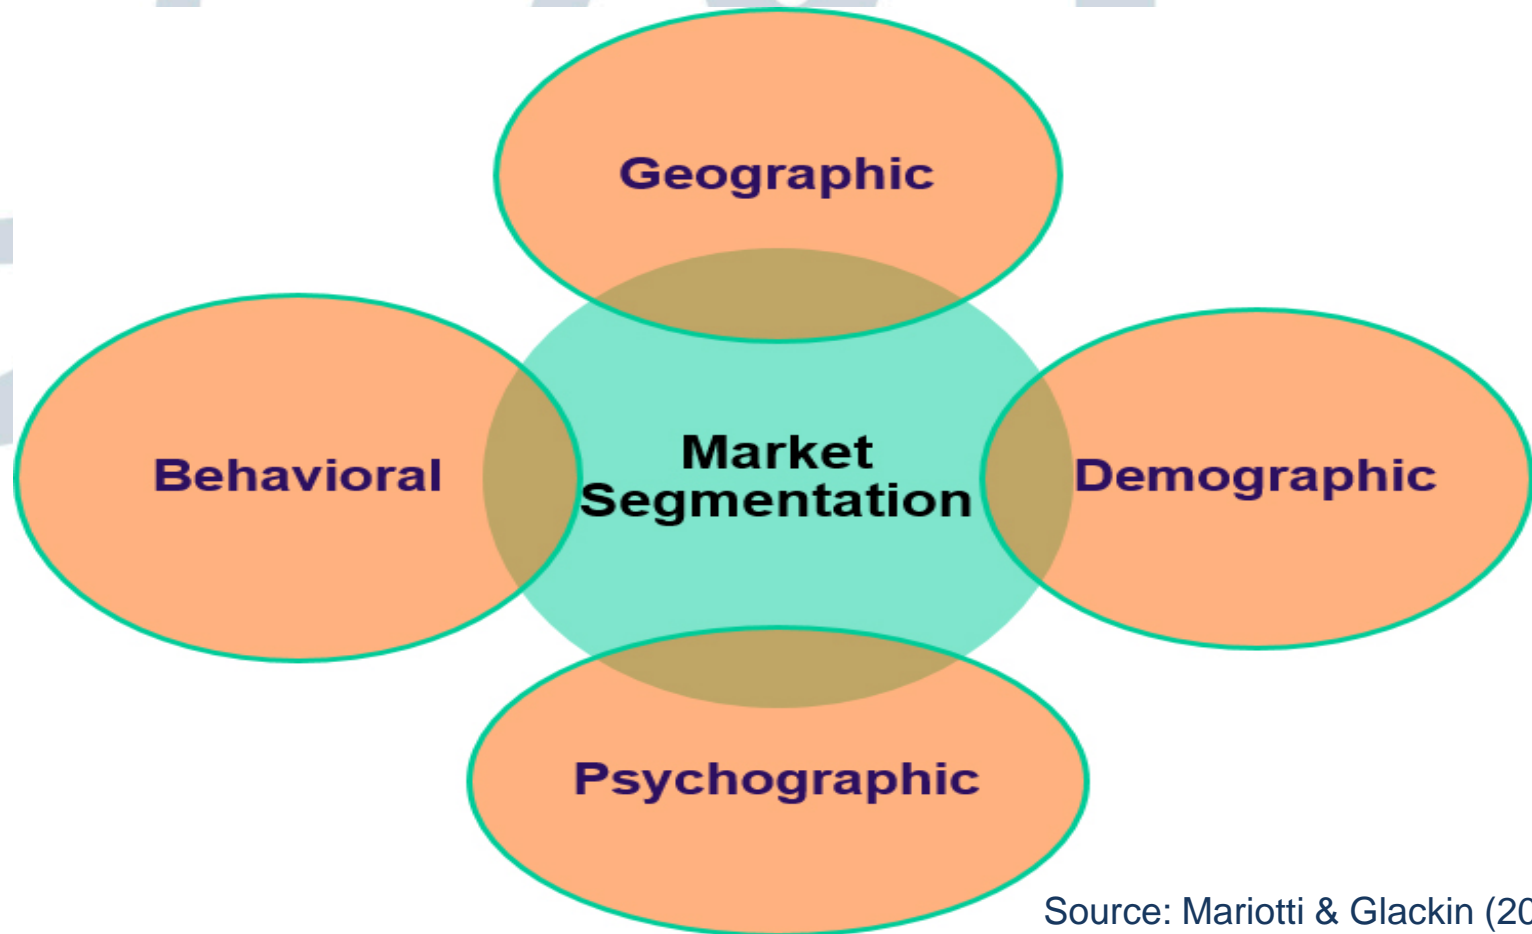 Geographic
Behavioral
Market
Segmentation
Demographic
Psychographic
Source: Mariotti & Glackin (20